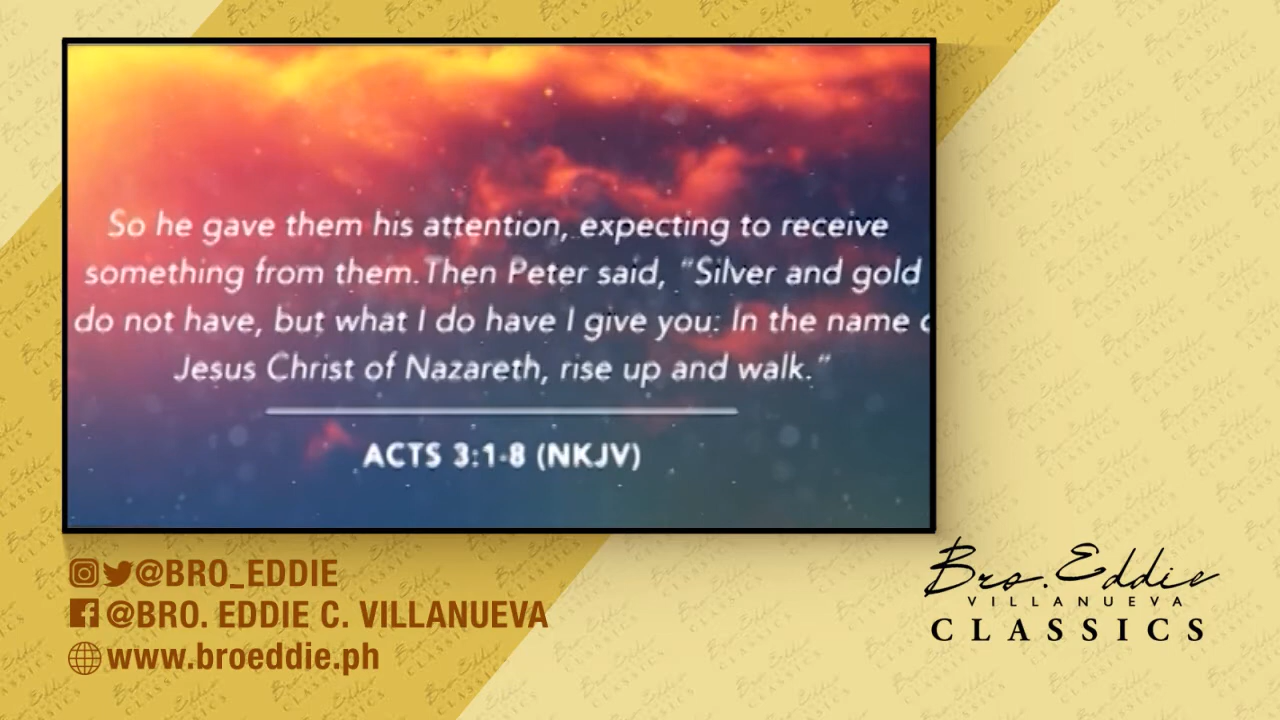 So he gave them his attention, expecting to receive
something from them. Then Peter said, “Silver and gold
do not have, but what I do have I give you: In the name
Jesus Christ of Nazareth, rise up and walk.”
ACTS 3:1-8 (NKJV)
@BRO_EDDIE
@BRO. EDDIE C. VILLANUEVA
www.broeddie.ph
Bro. Eddie
VILLANUEVA
CLASSICS